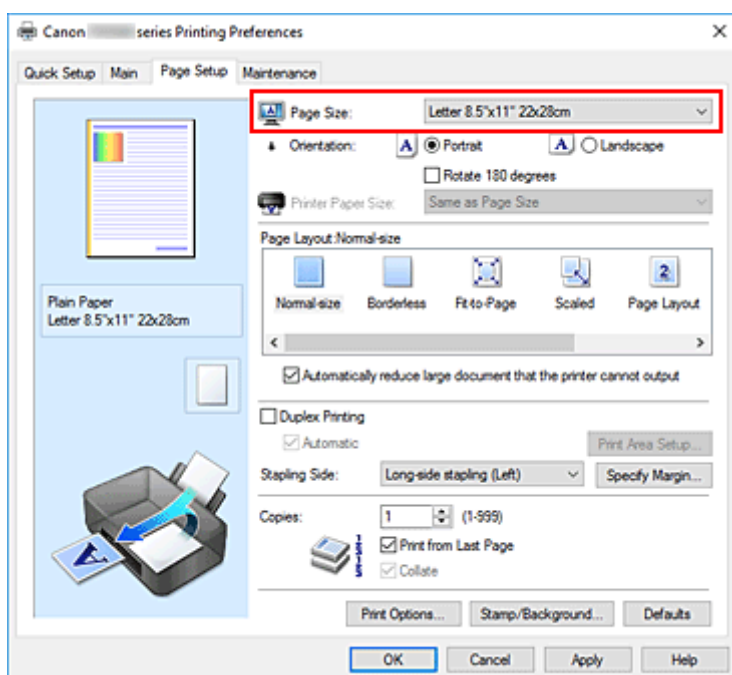 Canon series Printing Preferences
Quick Setup Main Page Setup Maintenance
Page Size: Letter 8.5"x11" 22x28cm
Orientation: A Portrait A Landscape
Rotate 180 degrees
Printer Paper Size: Same as Page Size
Page Layout:Normal-size
2
Normal-size Borderless Fit-to-Page Scaled Page Layout
Plain Paper
Letter 8.5"x11" 22x28cm
Automatically reduce large document that the printer cannot output
Duplex Printing
Automatic Print Area Setup...
Stapling Side: Long-side stapling (Left) Specify Margin...
Copies: 1 (1-999)
Print from Last Page
Collate
A
Print Options... Stamp/Background... Defaults
OK Cancel Apply Help